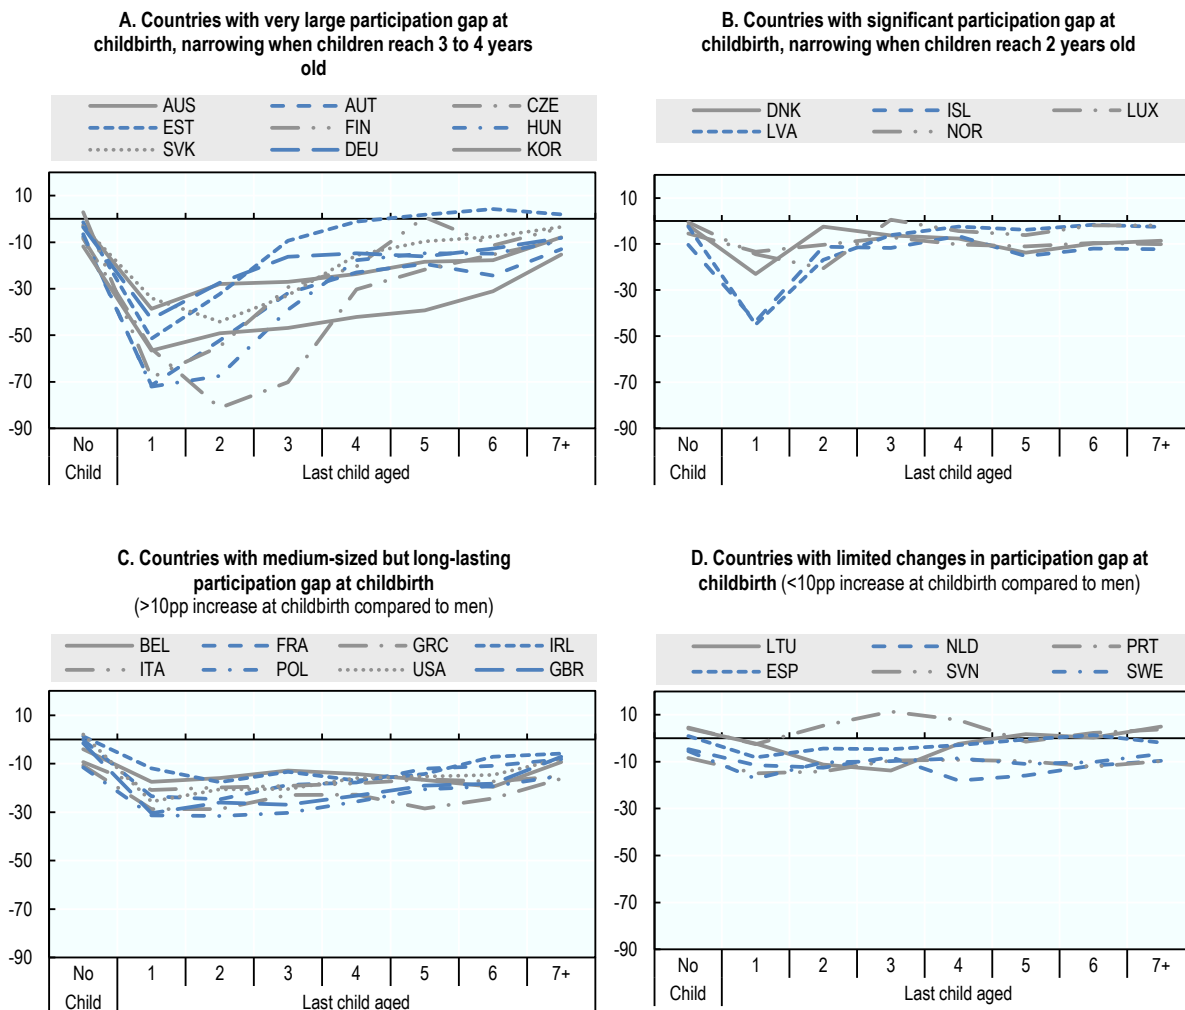 A. Countries with very large participation gap at
childbirth, narrowing when children reach 3 to 4 years
old
AUS AUT CZE
EST FIN HUN
SVK DEU KOR
10
-10
-30
-50
-70
-90
No 1 2 3 4 5 6 7+
Child Last child aged
B. Countries with significant participation gap at
childbirth, narrowing when children reach 2 years old
DNK ISL LUX
LVA NOR
10
-10
-30
-50
-70
-90
No 1 2 3 4 5 6 7+
Child Last child aged
C. Countries with medium-sized but long-lasting
participation gap at childbirth
(>10pp increase at childbirth compared to men)
BEL FRA GRC IRL
ITA POL USA GBR
10
-10
-30
-50
-70
-90
No 1 2 3 4 5 6 7+
Child Last child aged
D. Countries with limited changes in participation gap at
childbirth (<10pp increase at childbirth compared to men)
LTU NLD PRT
ESP SVN SWE
10
-10
-30
-50
-70
-90
No 1 2 3 4 5 6 7+
Child Last child aged